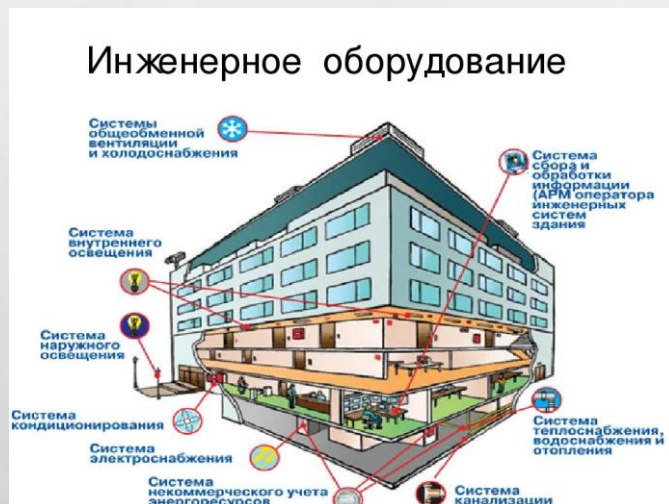 Инженерное оборудование
Системы
общеобменной
вентиляции
и холодоснабжения
Система
сбора и
обработки
информации
(АРМ оператора
инженерных
систем
здания
Система
внутреннего
освещения
Система
наружного
освещения
Система
кондиционирования
Система
электроснабжения
Система
некоммерческого учета
энергоресурсов
Система
теплоснабжения,
водоснабжения и
отопления
Система
канализации